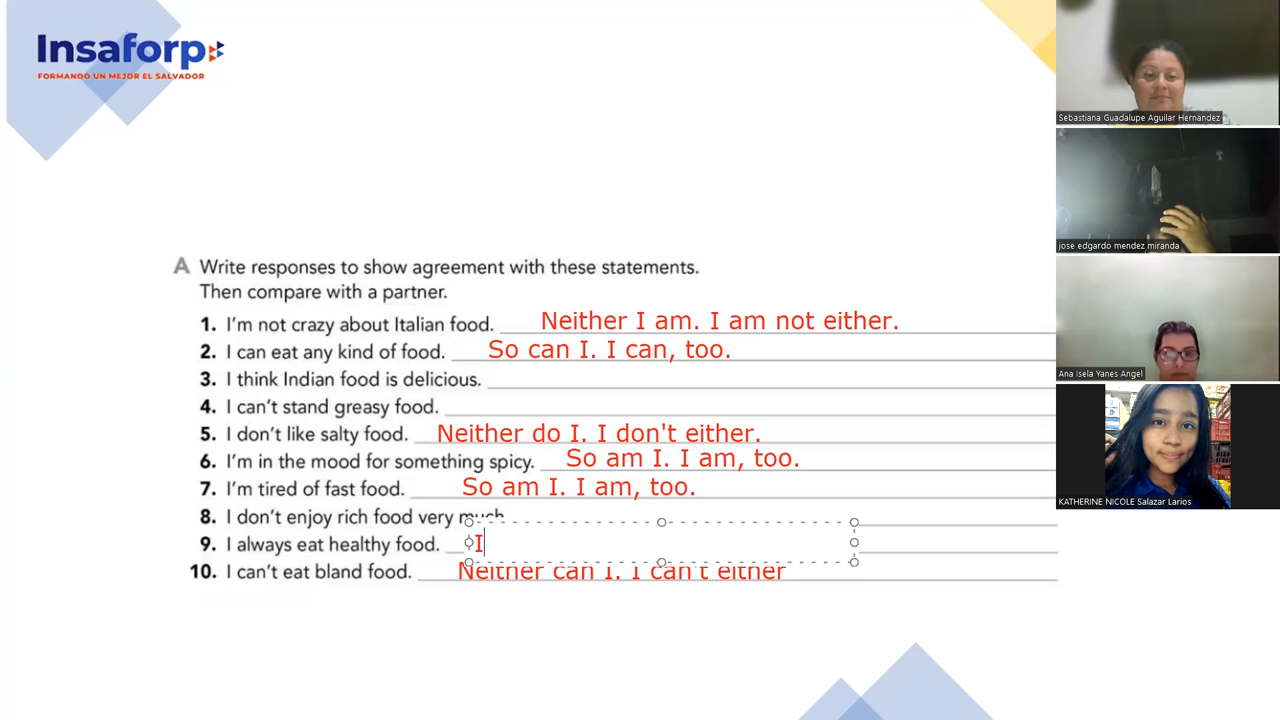 Insaforp
FORMANDO UN MEJOR EL SALVADOR
A Write responses to show agreement with these statements.
Then compare with a partner.
1. I'm not crazy about Italian food. Neither I am. I am not either.
2. I can eat any kind of food. So can I. I can, too.
3. I think Indian food is delicious.
4. I can't stand greasy food.
5. I don't like salty food. Neither do I. I don't either.
6. I'm in the mood for something spicy. So am I. I am, too.
7. I'm tired of fast food. So am I. I am, too.
8. I don't enjoy rich food very much.
9. I always eat healthy food. I
10. I can't eat bland food. Neither can I. I can't either
Sebastiana Guadalupe Aguilar Hernandez
jose edgardo mendez miranda
Ana Isela Yanes Angel
KATHERINE NICOLE Salazar Larios